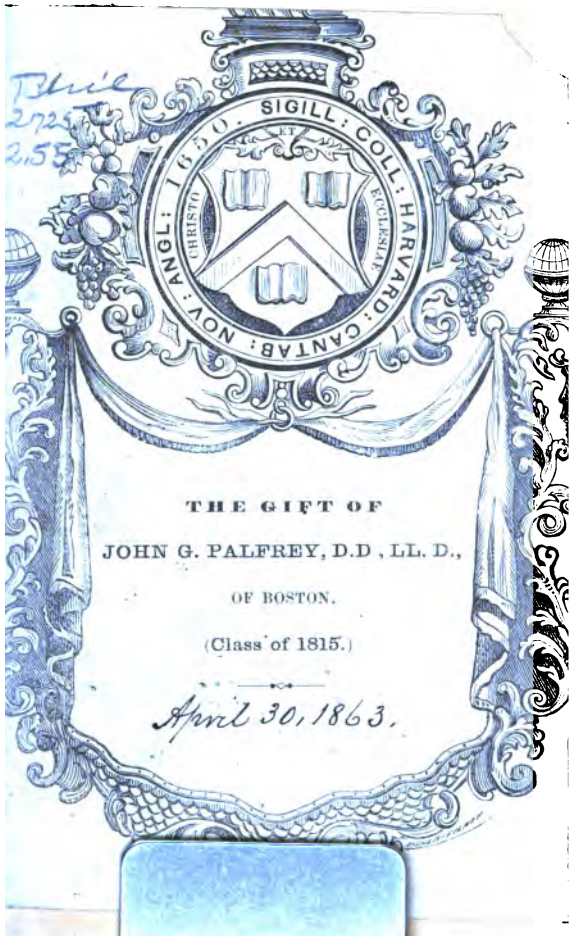 Phil
2725
2.55
SIGILL: COLL: HARVARD: CANTAB: NOV: ANGL: 1650.
CHRISTO
ET
ECCLESIAE
THE GIFT OF
JOHN G. PALFREY, D.D., LL. D.,
OF BOSTON.
(Class of 1815.)
April 30, 1863.